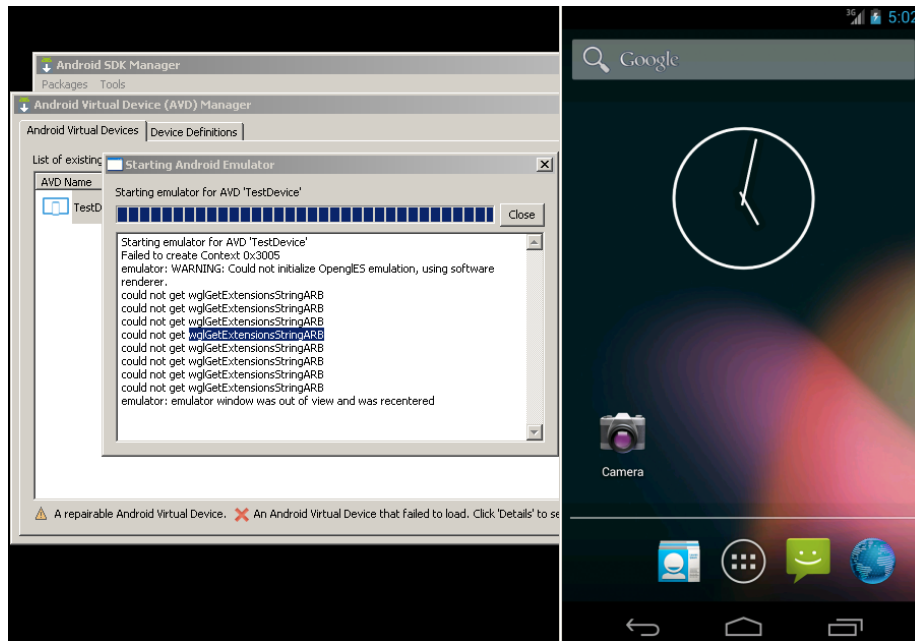 Android SDK Manager
Packages Tools
Android Virtual Device (AVD) Manager
Android Virtual Devices
Device Definitions
List of existing
AVD Name
TestD
Starting Android Emulator
Starting emulator for AVD 'TestDevice'
Close
Starting emulator for AVD 'TestDevice'
Failed to create Context 0x3005
emulator: WARNING: Could not initialize OpenglES emulation, using software
renderer.
could not get wglGetExtensionsStringARB
could not get wglGetExtensionsStringARB
could not get wglGetExtensionsStringARB
could not get wglGetExtensionsStringARB
could not get wglGetExtensionsStringARB
could not get wglGetExtensionsStringARB
could not get wglGetExtensionsStringARB
could not get wglGetExtensionsStringARB
emulator: emulator window was out of view and was recentered
A repairable Android Virtual Device. An Android Virtual Device that failed to load. Click 'Details' to se
3G 5:02
Google
Camera